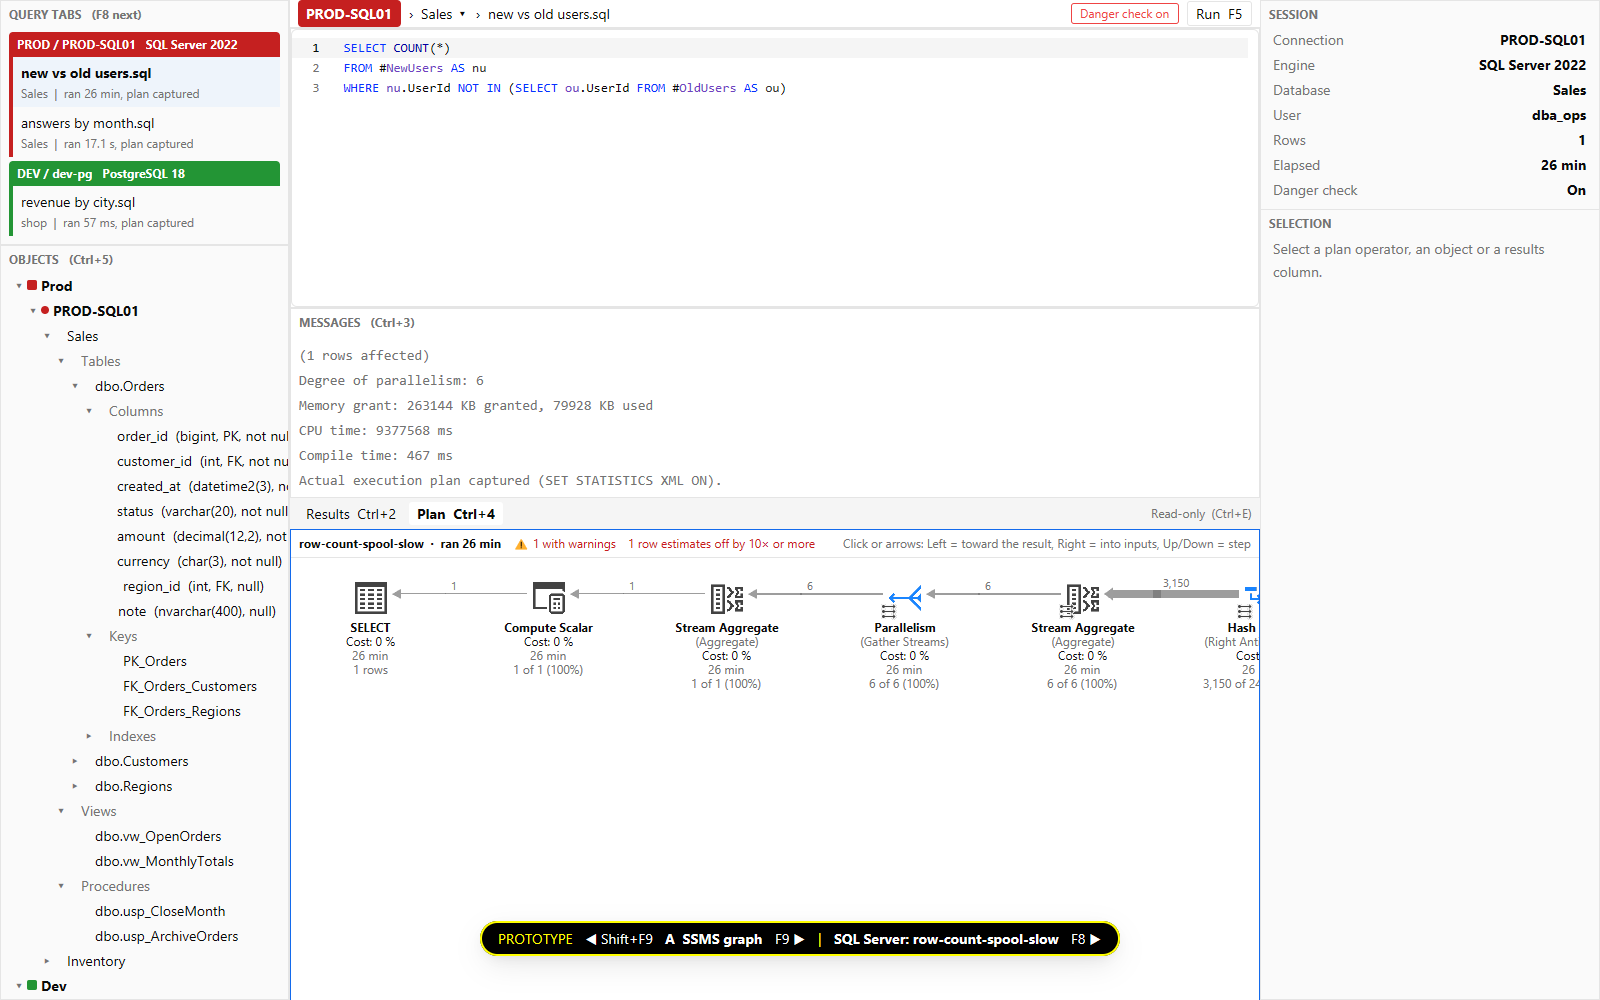 QUERY TABS (F8 next)
PROD / PROD-SQL01 SQL Server 2022
new vs old users.sql
Sales | ran 26 min, plan captured
answers by month.sql
Sales | ran 17.1 s, plan captured
DEV / dev-pg PostgreSQL 18
revenue by city.sql
shop | ran 57 ms, plan captured
OBJECTS (Ctrl+5)
Prod
PROD-SQL01
Sales
Tables
dbo.Orders
Columns
order_id (bigint, PK, not nul
customer_id (int, FK, not nu
created_at (datetime2(3), n
status (varchar(20), not null
amount (decimal(12,2), not
currency (char(3), not null)
region_id (int, FK, null)
note (nvarchar(400), null)
Keys
PK_Orders
FK_Orders_Customers
FK_Orders_Regions
Indexes
dbo.Customers
dbo.Regions
Views
dbo.vw_OpenOrders
dbo.vw_MonthlyTotals
Procedures
dbo.usp_CloseMonth
dbo.usp_ArchiveOrders
Inventory
Dev
PROD-SQL01 › Sales ▾ › new vs old users.sql
Danger check on
Run F5
1 SELECT COUNT(*)
2 FROM #NewUsers AS nu
3 WHERE nu.UserId NOT IN (SELECT ou.UserId FROM #OldUsers AS ou)
MESSAGES (Ctrl+3)
(1 rows affected)
Degree of parallelism: 6
Memory grant: 263144 KB granted, 79928 KB used
CPU time: 9377568 ms
Compile time: 467 ms
Actual execution plan captured (SET STATISTICS XML ON).
Results Ctrl+2 Plan Ctrl+4
Read-only (Ctrl+E)
row-count-spool-slow · ran 26 min
1 with warnings
1 row estimates off by 10× or more
Click or arrows: Left = toward the result, Right = into inputs, Up/Down = step
1
1
6
6
3,150
SELECT
Cost: 0 %
26 min
1 rows
Compute Scalar
Cost: 0 %
26 min
1 of 1 (100%)
Stream Aggregate
(Aggregate)
Cost: 0 %
26 min
1 of 1 (100%)
Parallelism
(Gather Streams)
Cost: 0 %
26 min
6 of 6 (100%)
Stream Aggregate
(Aggregate)
Cost: 0 %
26 min
6 of 6 (100%)
Hash
(Right Ant
Cost
26
3,150 of 24
PROTOTYPE ◀ Shift+F9 A SSMS graph F9 ▶ | SQL Server: row-count-spool-slow F8 ▶
SESSION
Connection PROD-SQL01
Engine SQL Server 2022
Database Sales
User dba_ops
Rows 1
Elapsed 26 min
Danger check On
SELECTION
Select a plan operator, an object or a results
column.